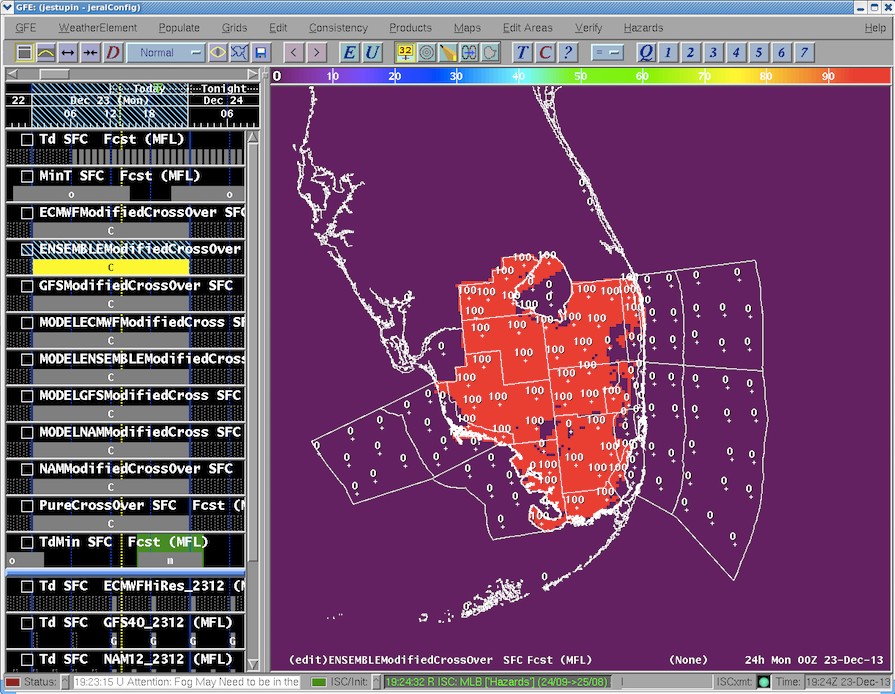 GFE: (jestupin - jeralConfig)
GFE WeatherElement Populate Grids Edit Consistency Products Maps Edit Areas Verify Hazards Help
D Normal < > E U 32 T C ? = Q 1 2 3 4 5 6 7
0 10 20 30 40 50 60 70 80 90
Today Tonight
22 Dec 23 (Mon) Dec 24
06 12 18 06
Td SFC Fcst (MFL)
MinT SFC Fcst (MFL)
o o
ECMWFModifiedCrossOver SFC
C
ENSEMBLEModifiedCrossOver
C
GFSModifiedCrossOver SFC
C
MODELECMWFModifiedCross SF
C
MODELENSEMBLEModifiedCross
C
MODELGFSModifiedCross SFC
C
MODELNAMModifiedCross SFC
C
NAMModifiedCrossOver SFC
C
PureCrossOver SFC Fcst (M
C
TdMin SFC Fcst (MFL)
o m
Td SFC ECMWFHiRes_2312 (M
Td SFC GFS40_2312 (MFL)
G G G G
Td SFC NAM12_2312 (MFL)
(edit)ENSEMBLEModifiedCrossOver SFC Fcst (MFL) (None) 24h Mon 00Z 23-Dec-13
Status: 19:23:15 U Attention: Fog May Need to be in the ISC/Init: 19:24:32 R ISC: MLB ['Hazards'] (24/09->25/08) ISCxmt: Time: 19:24Z 23-Dec-13